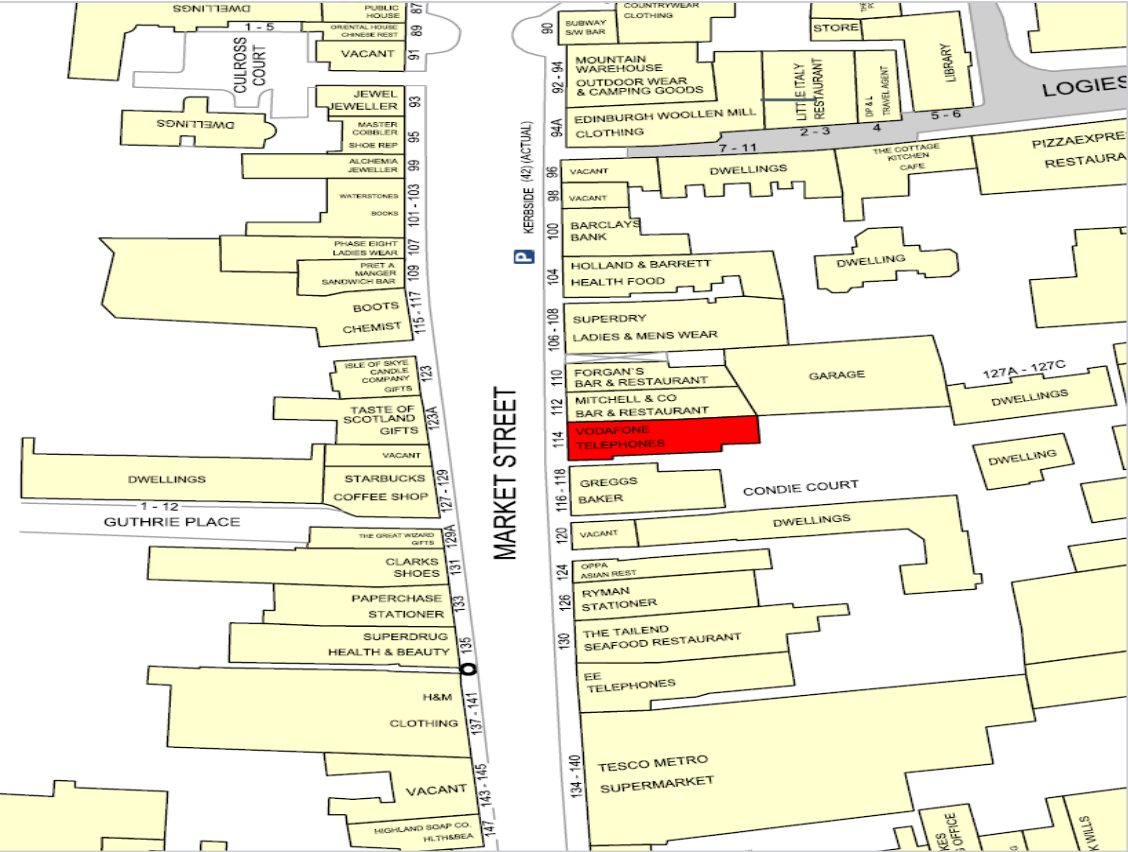 DWELLINGS
PUBLIC
HOUSE
87
1 - 5
ORIENTAL HOUSE
CHINESE REST
89
CULROSS
COURT
VACANT
91
JEWEL
JEWELLER
93
DWELLINGS
MASTER
COBBLER
SHOE REP
95
ALCHEMIA
JEWELLER
99
WATERSTONES
BOOKS
101 - 103
PHASE EIGHT
LADIES WEAR
107
PRET A
MANGER
SANDWICH BAR
109
BOOTS
CHEMIST
115 - 117
ISLE OF SKYE
CANDLE
COMPANY
GIFTS
123
TASTE OF
SCOTLAND
GIFTS
123A
VACANT
DWELLINGS
STARBUCKS
COFFEE SHOP
127 - 129
1 - 12
GUTHRIE PLACE
THE GREAT WIZARD
GIFTS
129A
CLARKS
SHOES
131
PAPERCHASE
STATIONER
133
SUPERDRUG
HEALTH & BEAUTY
135
H&M
CLOTHING
137 - 141
VACANT
143 - 145
HIGHLAND SOAP CO.
HLTH&BEA
147
MARKET STREET
P
KERBSIDE (42) (ACTUAL)
90
SUBWAY
S/W BAR
COUNTRYWEAR
CLOTHING
STORE
92 - 94
MOUNTAIN
WAREHOUSE
OUTDOOR WEAR
& CAMPING GOODS
LITTLE ITALY
RESTAURANT
DP & L
TRAVEL AGENT
LIBRARY
94A
EDINBURGH WOOLLEN MILL
CLOTHING
2 - 3
4
5 - 6
LOGIES
7 - 11
96
VACANT
DWELLINGS
THE COTTAGE
KITCHEN
CAFE
PIZZAEXPRE
RESTAURA
98
VACANT
100
BARCLAYS
BANK
104
HOLLAND & BARRETT
HEALTH FOOD
DWELLING
106 - 108
SUPERDRY
LADIES & MENS WEAR
110
FORGAN`S
BAR & RESTAURANT
GARAGE
127A - 127C
DWELLINGS
112
MITCHELL & CO
BAR & RESTAURANT
114
VODAFONE
TELEPHONES
DWELLING
116 - 118
GREGGS
BAKER
CONDIE COURT
120
VACANT
DWELLINGS
124
OPPA
ASIAN REST
126
RYMAN
STATIONER
130
THE TAILEND
SEAFOOD RESTAURANT
EE
TELEPHONES
134 - 140
TESCO METRO
SUPERMARKET
OFFICE
WILLS